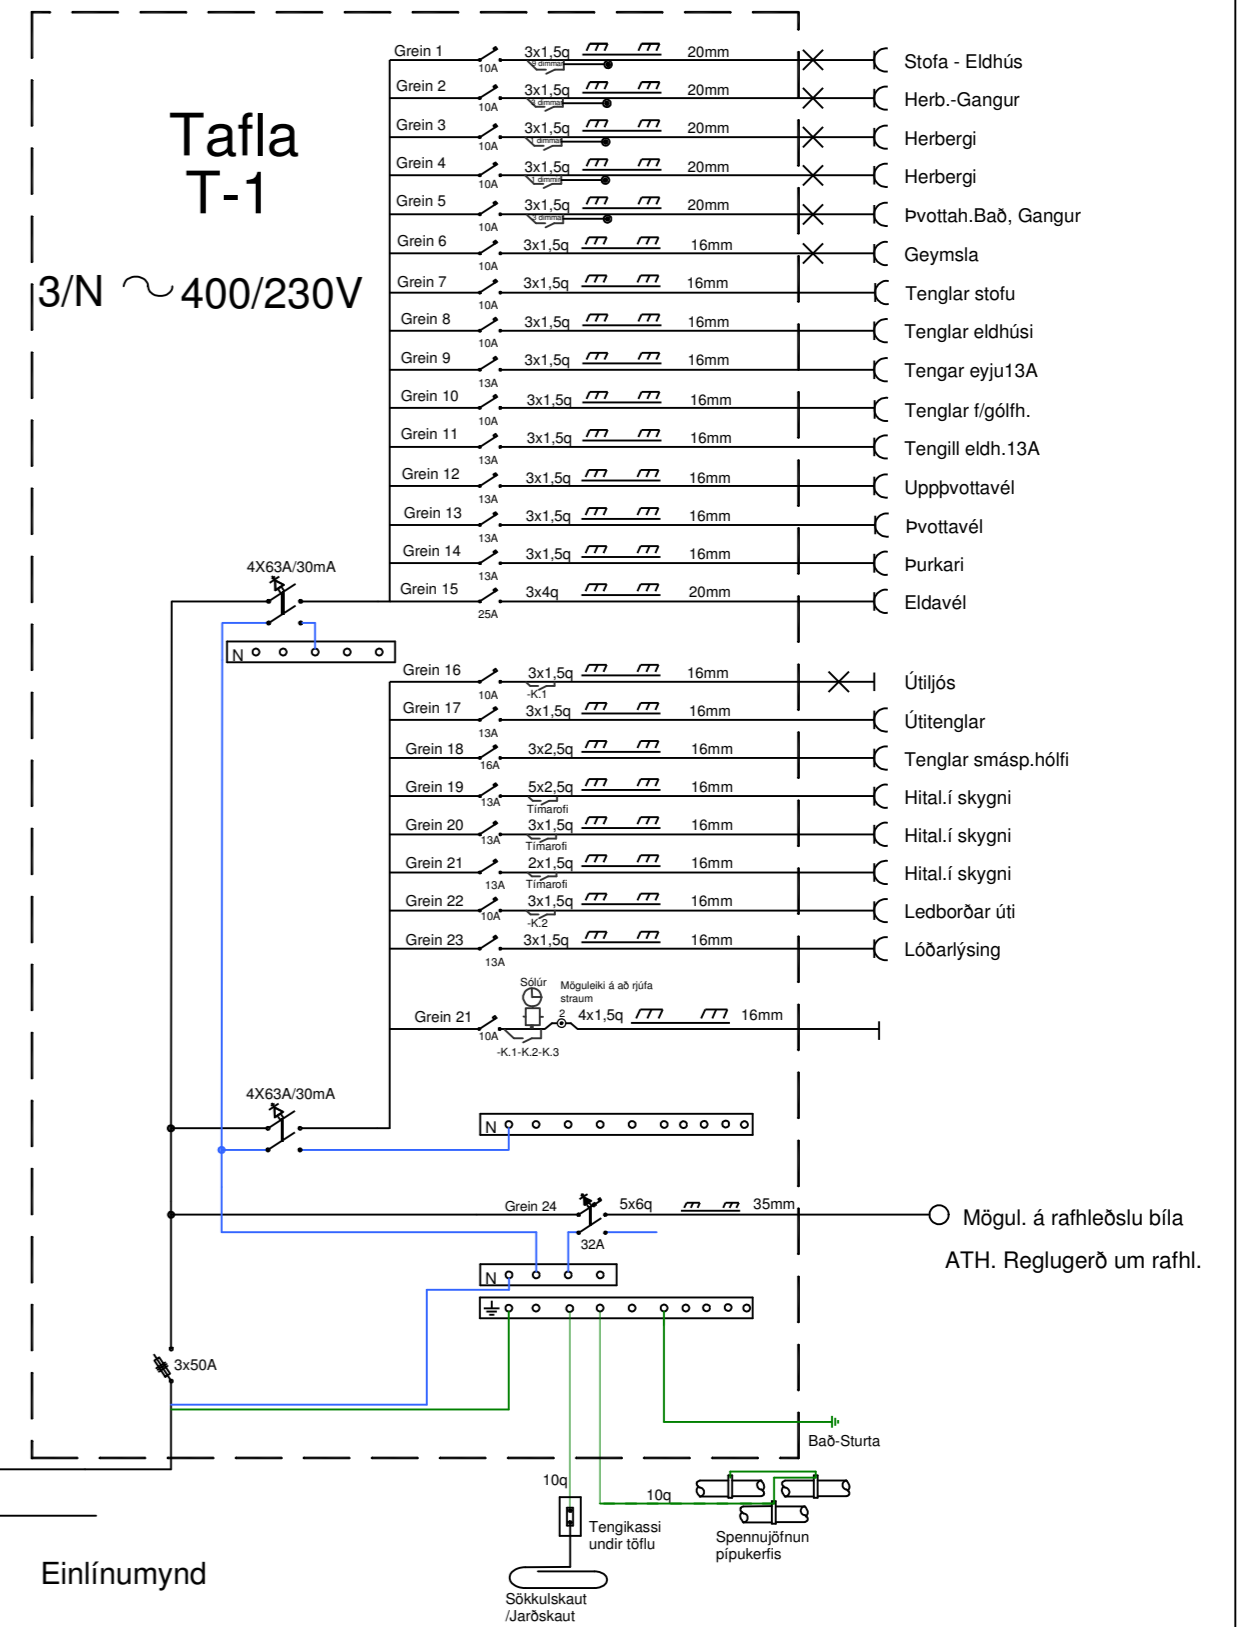 Tafla
T-1
3/N 400/230V
Grein 1 10A 3x1,5q 9 dimmar 20mm Stofa - Eldhús
Grein 2 10A 3x1,5q 20mm Herb.-Gangur
Grein 3 10A 3x1,5q 20mm Herbergi
Grein 4 10A 3x1,5q 1 dimmir 20mm Herbergi
Grein 5 10A 3x1,5q 3 dimmar 20mm Þvottah.Bað, Gangur
Grein 6 10A 3x1,5q 16mm Geymsla
Grein 7 10A 3x1,5q 16mm Tenglar stofu
Grein 8 10A 3x1,5q 16mm Tenglar eldhúsi
Grein 9 13A 3x1,5q 16mm Tengar eyju13A
Grein 10 10A 3x1,5q 16mm Tenglar f/gólfh.
Grein 11 13A 3x1,5q 16mm Tengill eldh.13A
Grein 12 13A 3x1,5q 16mm Uppþvottavél
Grein 13 13A 3x1,5q 16mm Þvottavél
Grein 14 13A 3x1,5q 16mm Þurkari
Grein 15 25A 3x4q 20mm Eldavél
4X63A/30mA
N
Grein 16 10A 3x1,5q -K.1 16mm Útiljós
Grein 17 13A 3x1,5q 16mm Útitenglar
Grein 18 16A 3x2,5q 16mm Tenglar smásp.hólfi
Grein 19 13A 5x2,5q Tímarofi 16mm Hital.í skygni
Grein 20 13A 3x1,5q Tímarofi 16mm Hital.í skygni
Grein 21 13A 2x1,5q Tímarofi 16mm Hital.í skygni
Grein 22 10A 3x1,5q -K.2 16mm Ledborðar úti
Grein 23 13A 3x1,5q 16mm Lóðarlýsing
Sólúr
Möguleiki á að rjúfa
straum
Grein 21 10A 2 4x1,5q 16mm
-K.1-K.2-K.3
4X63A/30mA
N
Grein 24 32A 5x6q 35mm Mögul. á rafhleðslu bíla
ATH. Reglugerð um rafhl.
N
3x50A
Bað-Sturta
10q
10q
Tengikassi
undir töflu
Spennujöfnun
pípukerfis
Einlínumynd
Sökkulskaut
/Jarðskaut